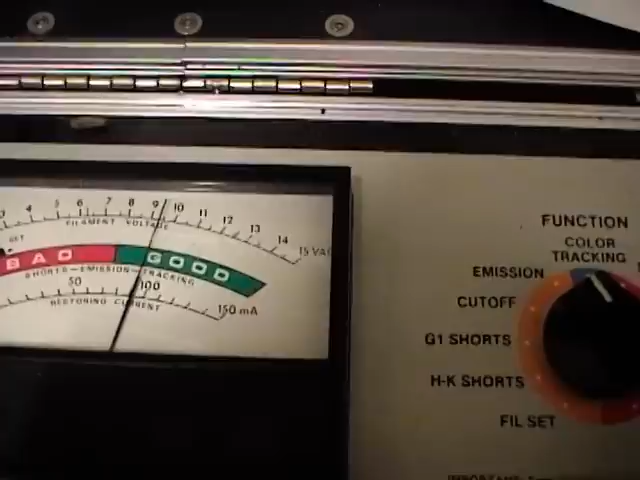 3 4 5 6 7 8 9 10 11 12 13 14 15 VAC
FILAMENT VOLTAGE
SET
BAD GOOD
SHORTS-EMISSION-TRACKING
50 100 150 mA
RESTORING CURRENT
FUNCTION
COLOR
TRACKING
EMISSION
CUTOFF
G1 SHORTS
H-K SHORTS
FIL SET